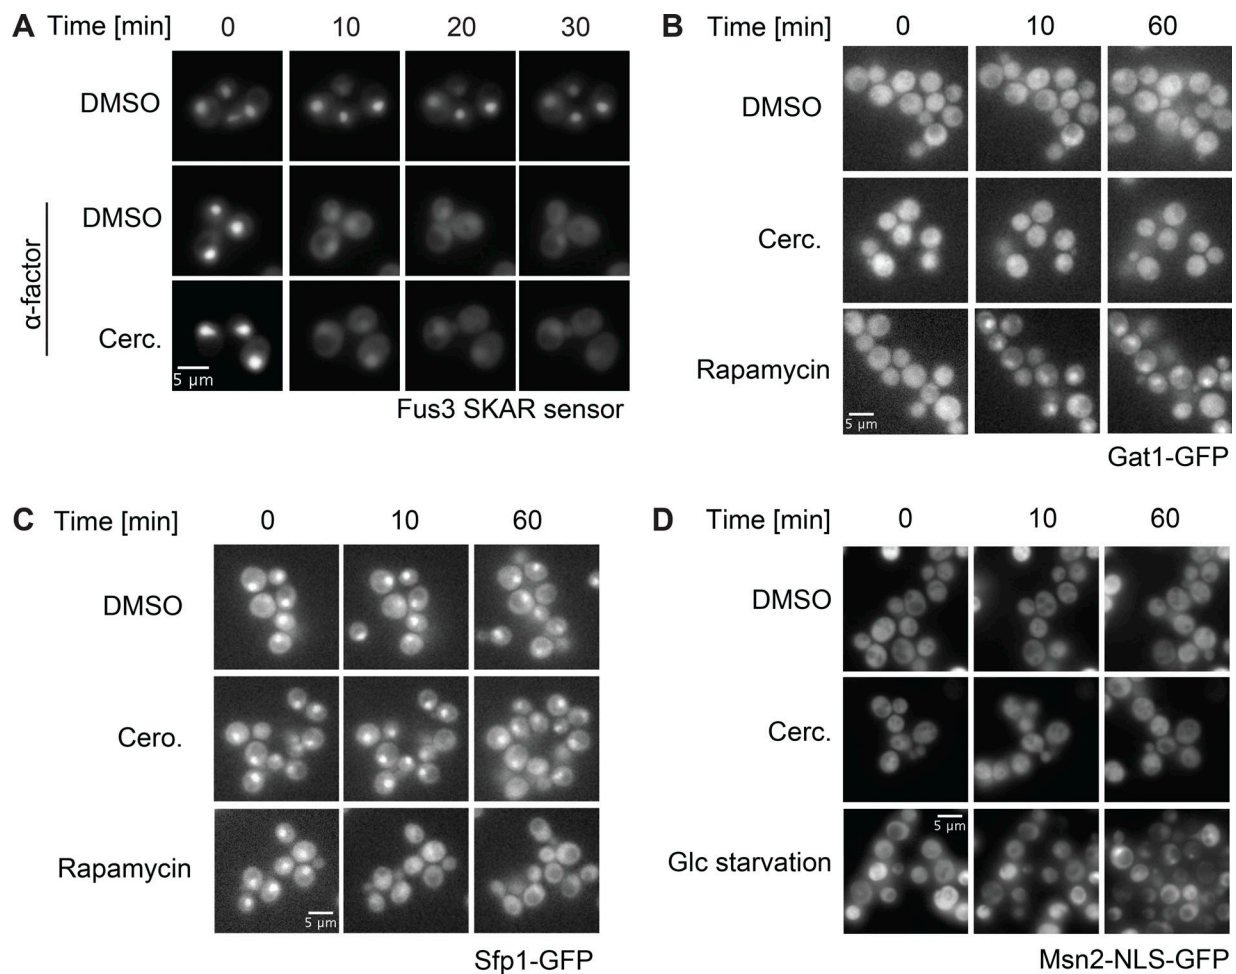 A Time [min] 0 10 20 30
DMSO
α-factor
DMSO
Cerc.
5 µm
Fus3 SKAR sensor
B Time [min] 0 10 60
DMSO
Cerc.
Rapamycin
5 µm
Gat1-GFP
C Time [min] 0 10 60
DMSO
Cero.
Rapamycin
5 µm
Sfp1-GFP
D Time [min] 0 10 60
DMSO
Cerc.
Glc starvation
5 µm
Msn2-NLS-GFP